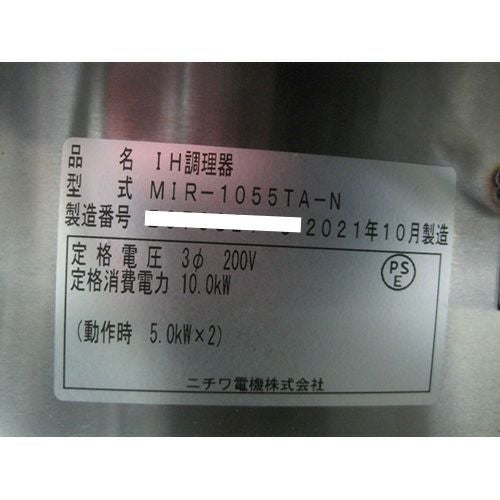 品名 IH調理器
型式 MIR-1055TA-N
製造番号 2021年10月製造
定格電圧 3φ 200V
定格消費電力 10.0kW
PS
E
(動作時 5.0kW×2)
ニチワ電機株式会社